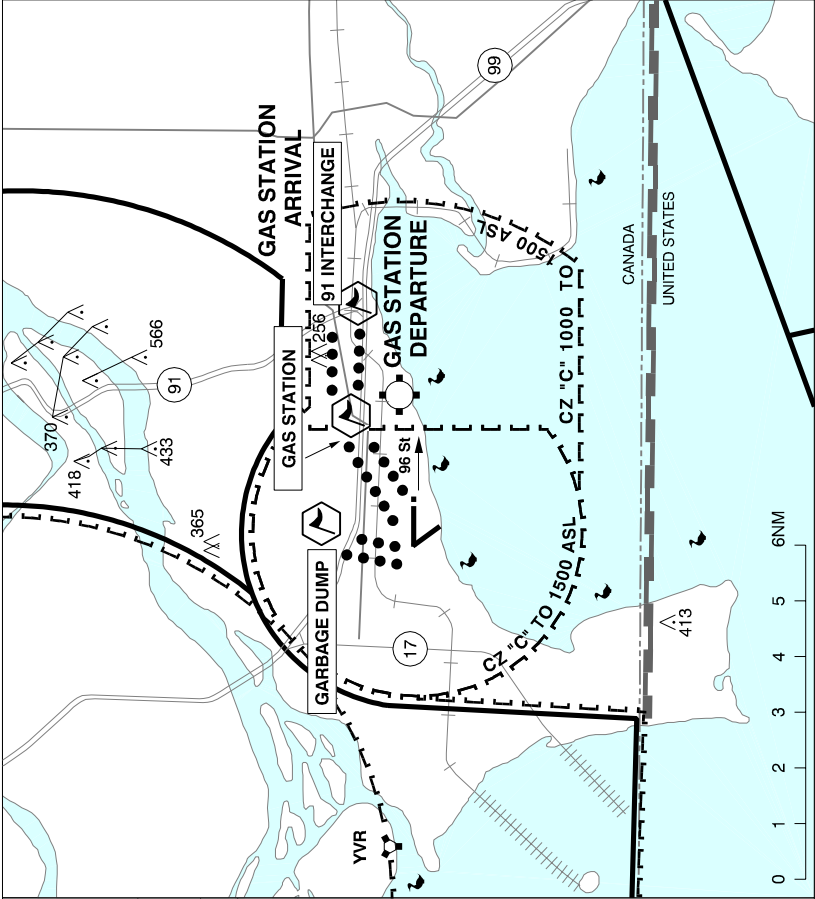 99
GAS STATION
ARRIVAL
91 INTERCHANGE
1500 ASL
CANADA
UNITED STATES
GAS STATION
DEPARTURE
256
566
91
370
GAS STATION
CZ "C" 1000 TO
418
433
96 St
365
GARBAGE DUMP
CZ "C" TO 1500 ASL
17
413
YVR
0 1 2 3 4 5 6NM